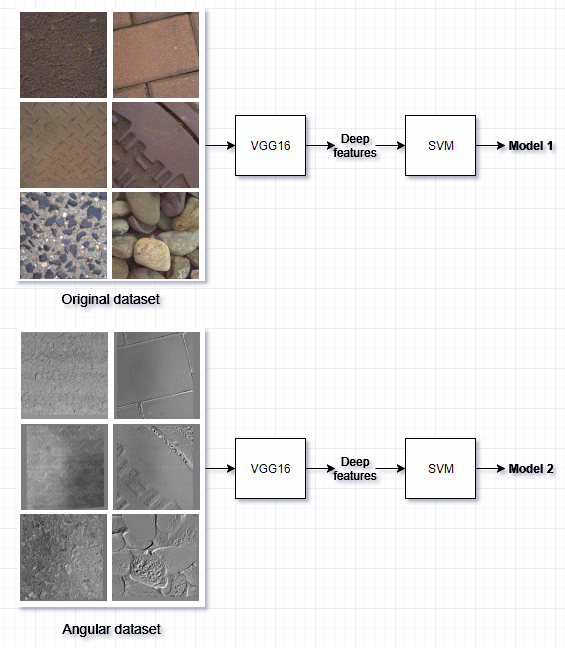 VGG16
Deep
features
SVM
Model 1
Original dataset
VGG16
Deep
features
SVM
Model 2
Angular dataset